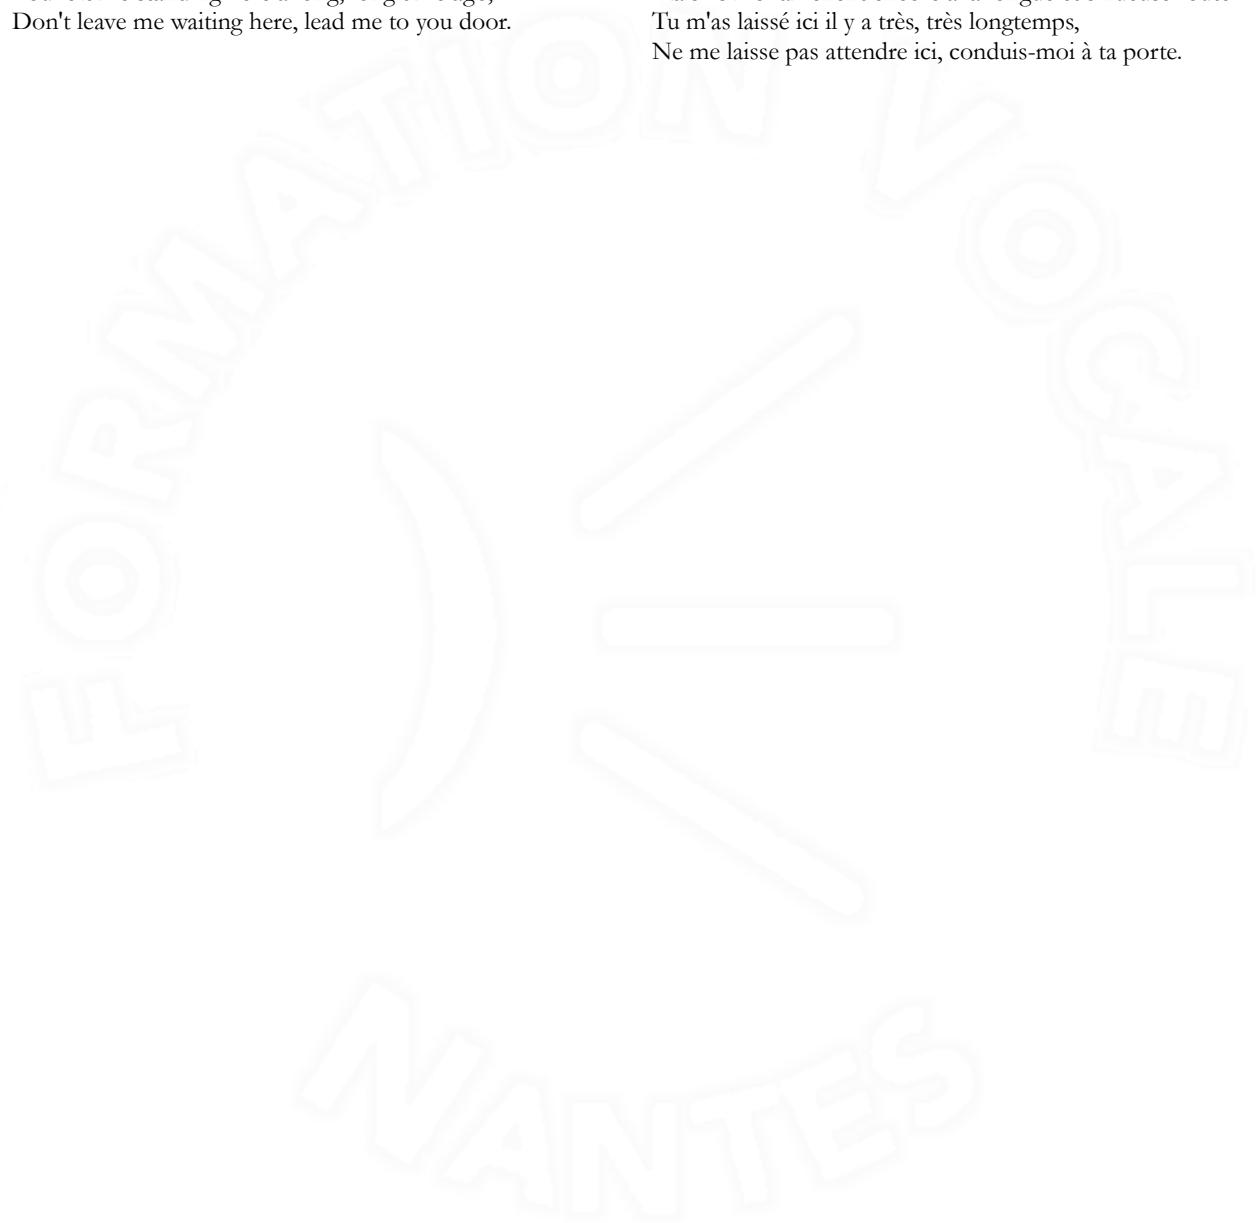 Don't leave me waiting here, lead me to you door.
Tu m'as laissé ici il y a très, très longtemps,
Ne me laisse pas attendre ici, conduis-moi à ta porte.
FORMATION VOCALE
NANTES